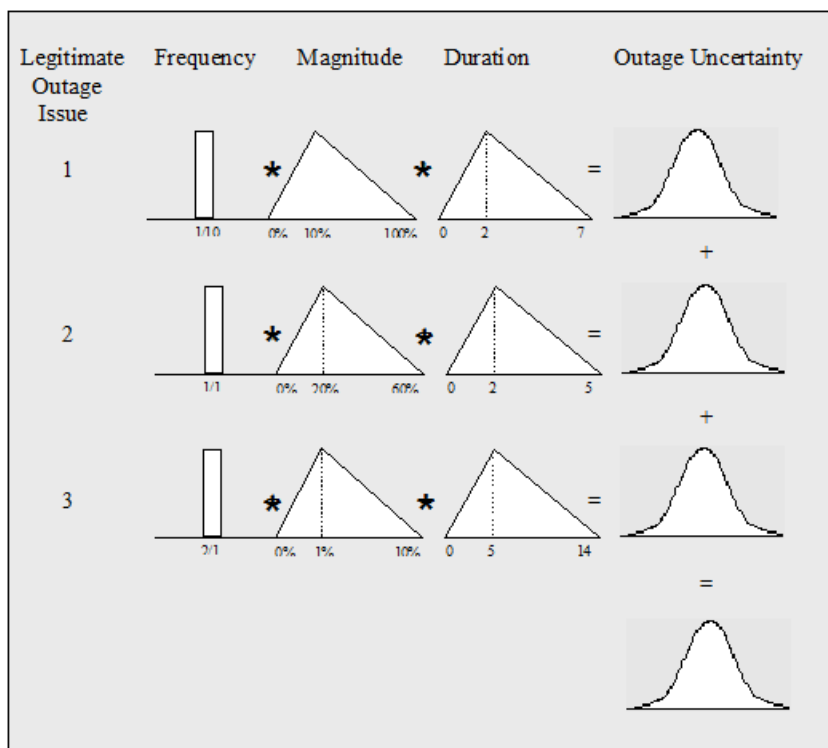 Legitimate Outage Issue Frequency Magnitude Duration Outage Uncertainty
1 * * =
1/10 0% 10% 100% 0 2 7
+
2 * * =
1/1 0% 20% 60% 0 2 5
+
3 * * =
2/1 0% 1% 10% 0 5 14
=